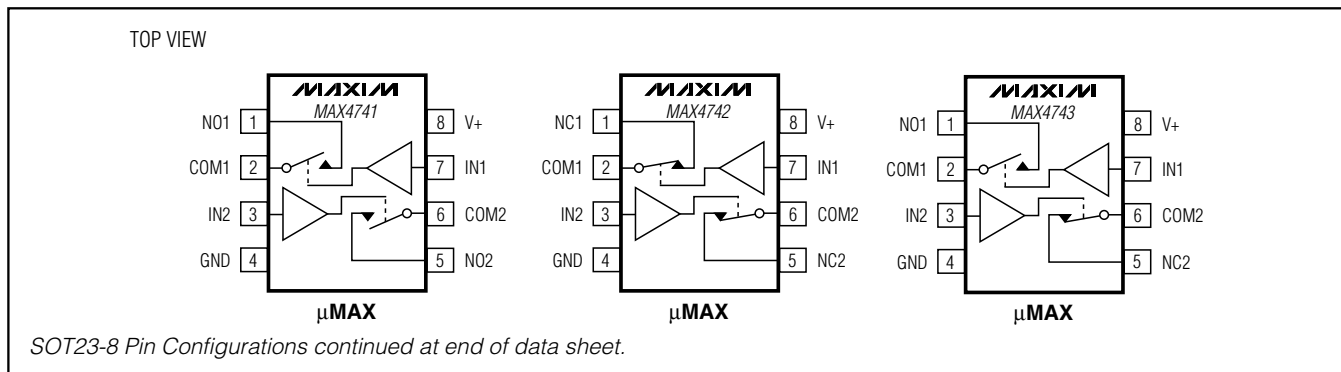 TOP VIEW
MAXIM
MAX4741
NO1 1
COM1 2
IN2 3
GND 4
8 V+
7 IN1
6 COM2
5 NO2
μMAX
MAXIM
MAX4742
NC1 1
COM1 2
IN2 3
GND 4
8 V+
7 IN1
6 COM2
5 NC2
μMAX
MAXIM
MAX4743
NO1 1
COM1 2
IN2 3
GND 4
8 V+
7 IN1
6 COM2
5 NC2
μMAX
SOT23-8 Pin Configurations continued at end of data sheet.